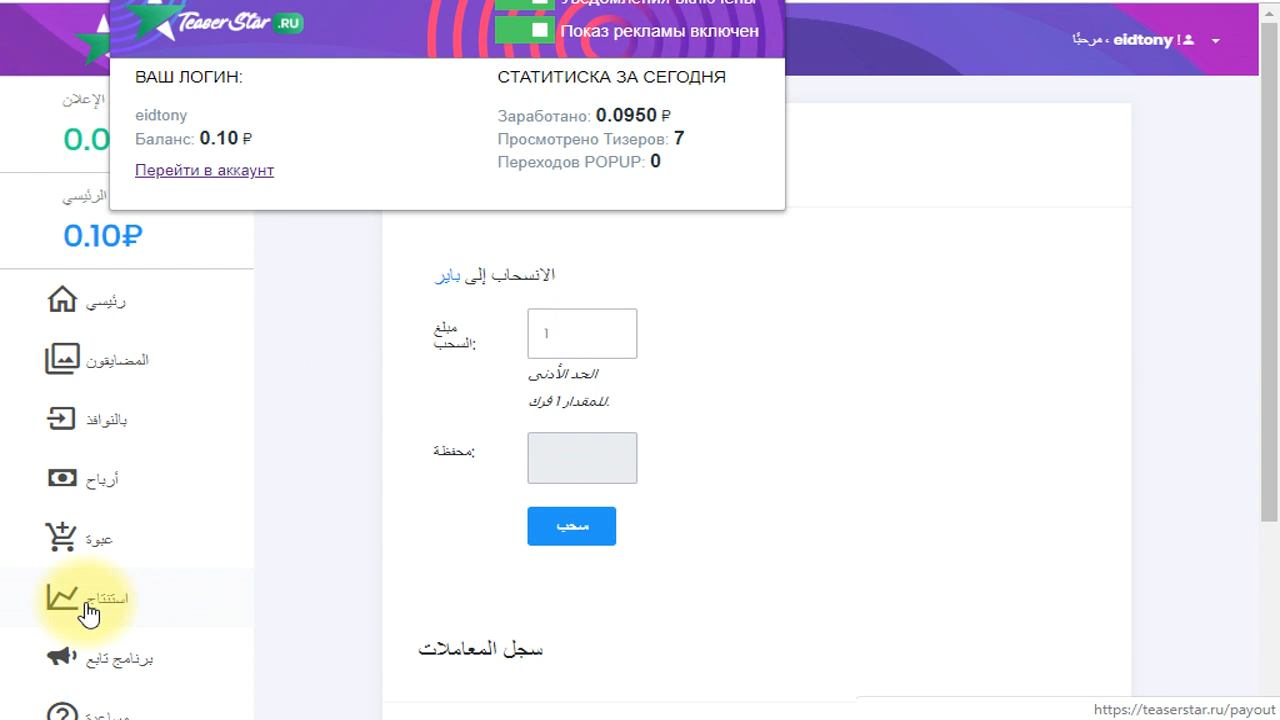 Уведомления включены
TeaserStar .RU
Показ рекламы включен
مرحبًا ، eidtony !
ВАШ ЛОГИН:
СТАТИТИСКА ЗА СЕГОДНЯ
eidtony
Заработано: 0.0950 ₽
Баланс: 0.10 ₽
Просмотрено Тизеров: 7
Переходов POPUP: 0
Перейти в аккаунт
الإعلان
0.0
الرئيسي
0.10₽
رئيسي
المضايقون
بالنوافذ
أرباح
عبوة
استنتاج
برنامج تابع
مساعدة
الانسحاب إلى باير
مبلغ
السحب:
1
الحد الأدنى
للمقدار 1 فرك.
محفظة:
سحب
سجل المعاملات
https://teaserstar.ru/payout